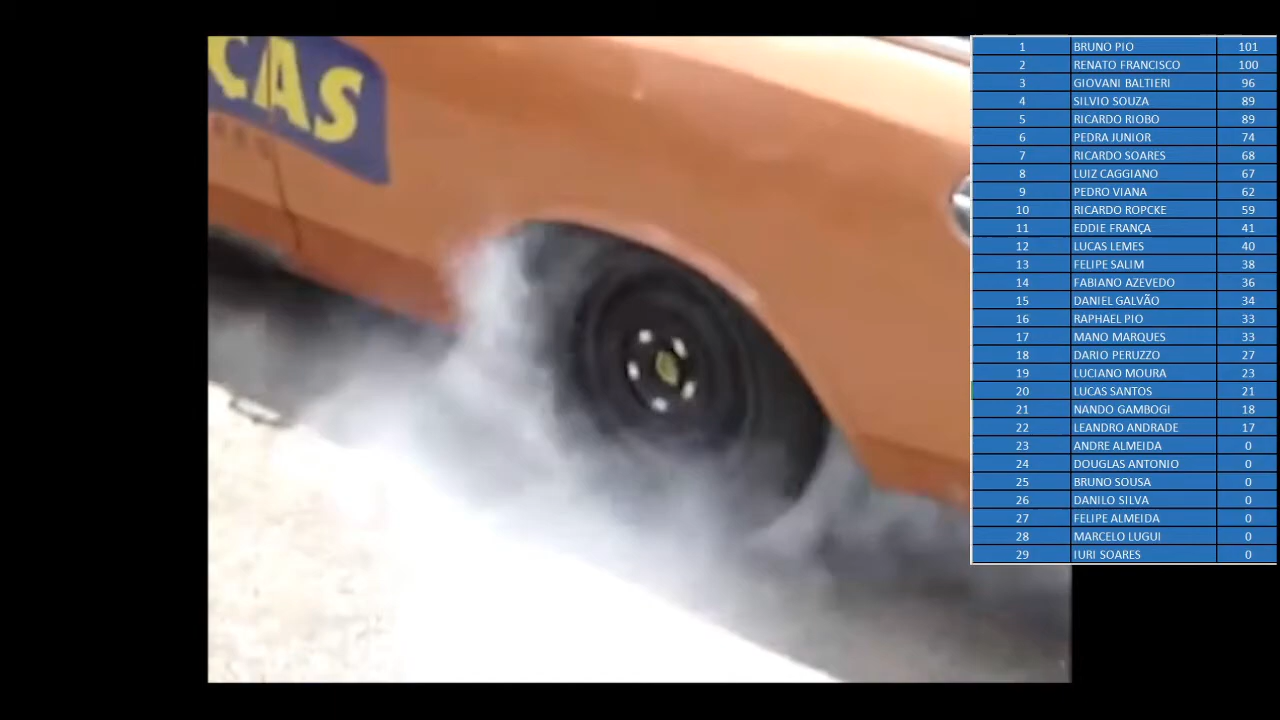 CAS
1 BRUNO PIO 101
2 RENATO FRANCISCO 100
3 GIOVANI BALTIERI 96
4 SILVIO SOUZA 89
5 RICARDO RIOBO 89
6 PEDRA JUNIOR 74
7 RICARDO SOARES 68
8 LUIZ CAGGIANO 67
9 PEDRO VIANA 62
10 RICARDO ROPCKE 59
11 EDDIE FRANÇA 41
12 LUCAS LEMES 40
13 FELIPE SALIM 38
14 FABIANO AZEVEDO 36
15 DANIEL GALVÃO 34
16 RAPHAEL PIO 33
17 MANO MARQUES 33
18 DARIO PERUZZO 27
19 LUCIANO MOURA 23
20 LUCAS SANTOS 21
21 NANDO GAMBOGI 18
22 LEANDRO ANDRADE 17
23 ANDRE ALMEIDA 0
24 DOUGLAS ANTONIO 0
25 BRUNO SOUSA 0
26 DANILO SILVA 0
27 FELIPE ALMEIDA 0
28 MARCELO LUGUI 0
29 IURI SOARES 0